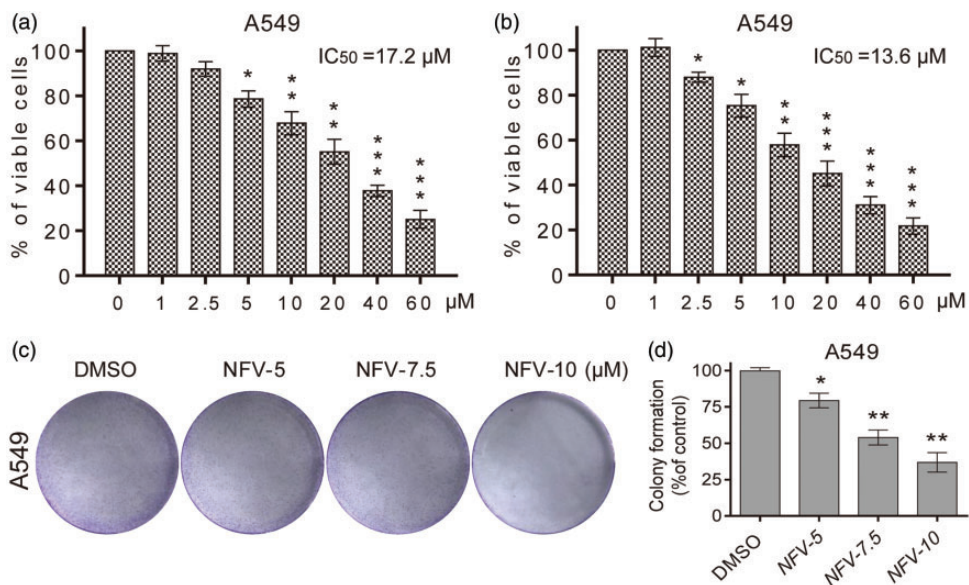 (a)
A549
IC50 =17.2 μM
% of viable cells
100
80
60
40
20
0
*
**
**
***
***
0 1 2.5 5 10 20 40 60 μM
(b)
A549
IC50 =13.6 μM
% of viable cells
100
80
60
40
20
0
*
*
**
***
***
***
0 1 2.5 5 10 20 40 60 μM
(c)
DMSO NFV-5 NFV-7.5 NFV-10 (μM)
A549
(d)
A549
Colony formation
(%of control)
100
75
50
25
0
*
**
**
DMSO NFV-5 NFV-7.5 NFV-10